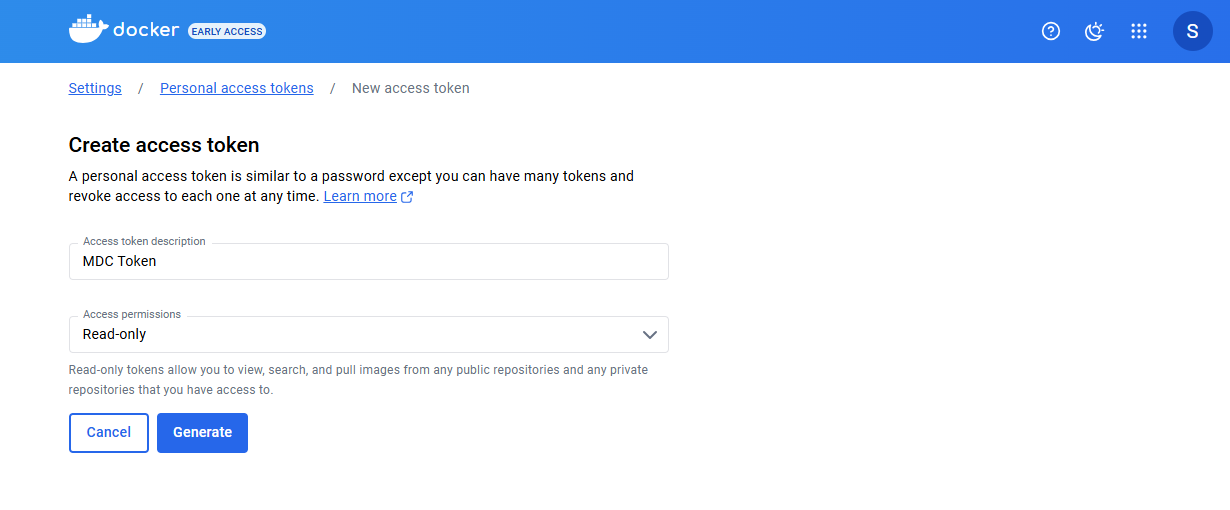 docker EARLY ACCESS
S
Settings / Personal access tokens / New access token
Create access token
A personal access token is similar to a password except you can have many tokens and
revoke access to each one at any time. Learn more
Access token description
MDC Token
Access permissions
Read-only
Read-only tokens allow you to view, search, and pull images from any public repositories and any private
repositories that you have access to.
Cancel Generate